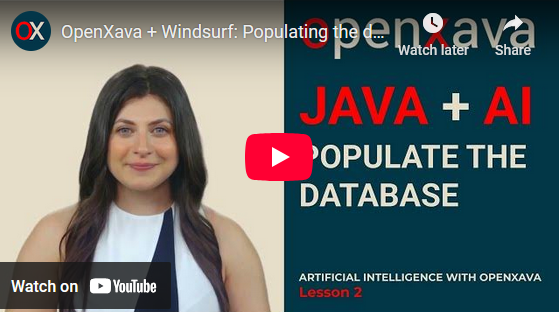 OX
OpenXava + Windsurf: Populating the d...
openxava
Watch later
Share
JAVA + AI
POPULATE THE
DATABASE
ARTIFICIAL INTELLIGENCE WITH OPENXAVA
Lesson 2
Watch on YouTube